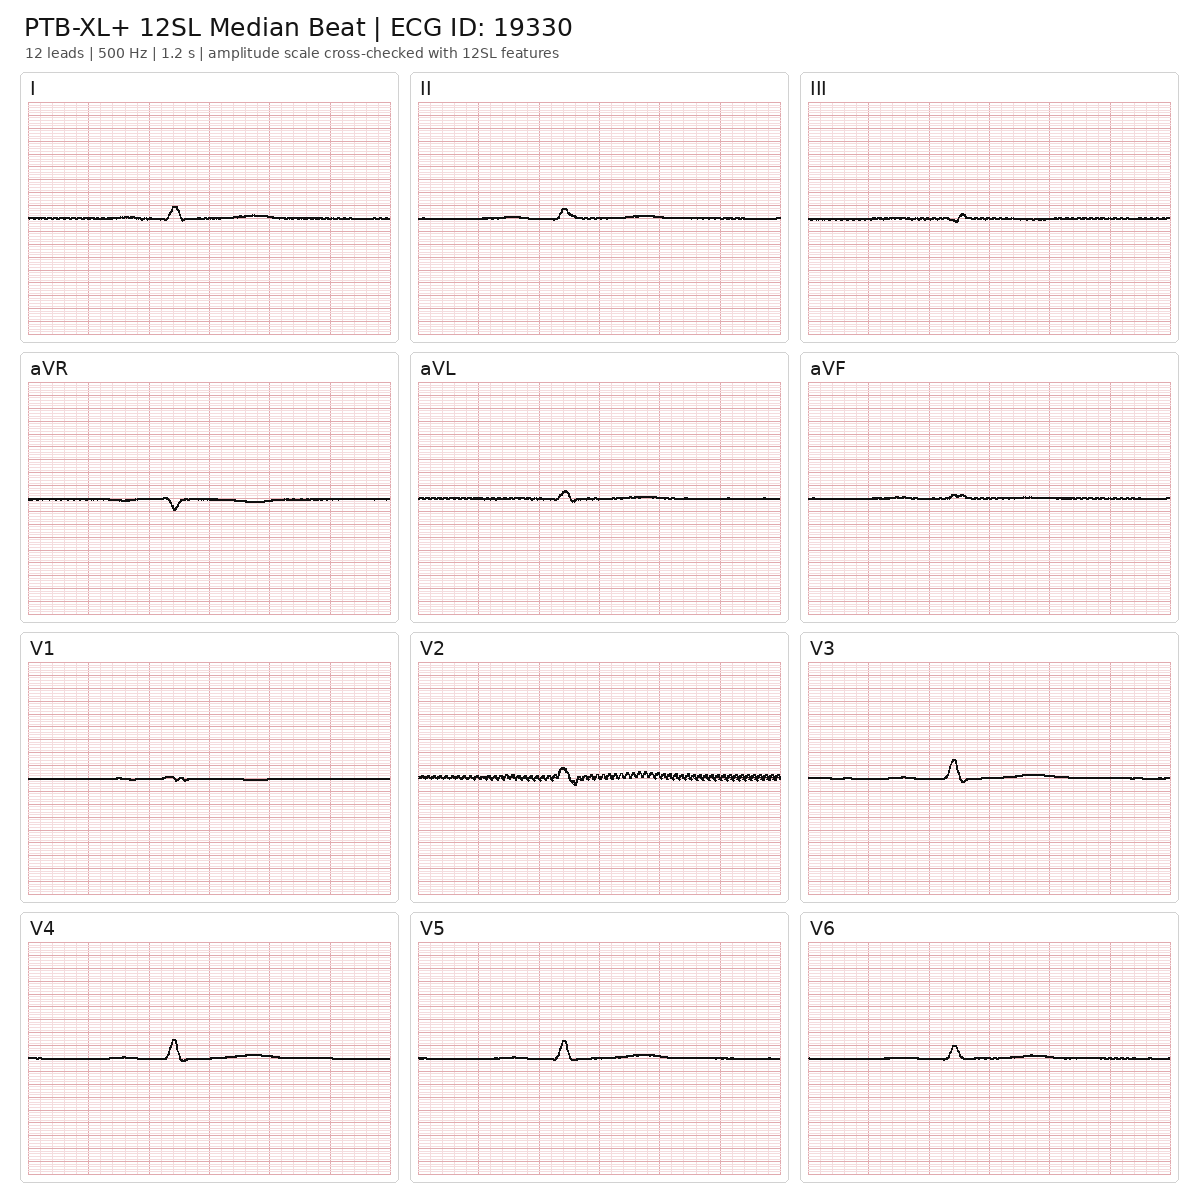 PTB-XL+ 12SL Median Beat | ECG ID: 19330
12 leads | 500 Hz | 1.2 s | amplitude scale cross-checked with 12SL features
I
II
III
aVR
aVL
aVF
V1
V2
V3
V4
V5
V6